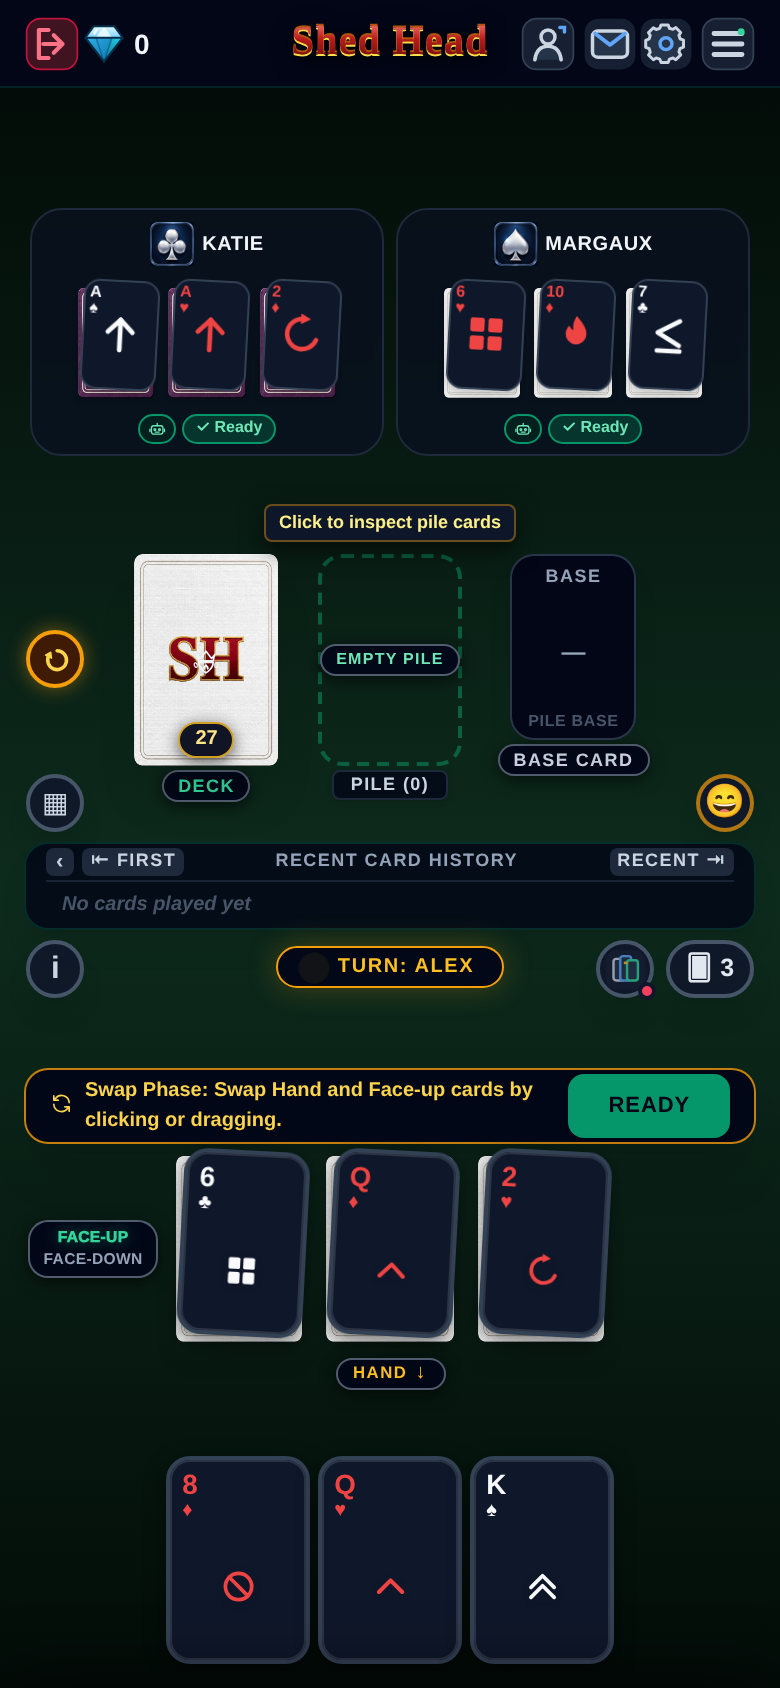 0
Shed Head
KATIE
A
♠
A
♥
2
♦
Ready
MARGAUX
6
♥
10
♦
7
♣
Ready
Click to inspect pile cards
SH
27
DECK
EMPTY PILE
PILE (0)
BASE
—
PILE BASE
BASE CARD
‹ ⇤ FIRST RECENT CARD HISTORY RECENT ⇥
No cards played yet
i
TURN: ALEX
3
Swap Phase: Swap Hand and Face-up cards by
clicking or dragging.
READY
FACE-UP
FACE-DOWN
6
♣
Q
♦
2
♥
HAND ↓
8
♦
Q
♥
K
♠